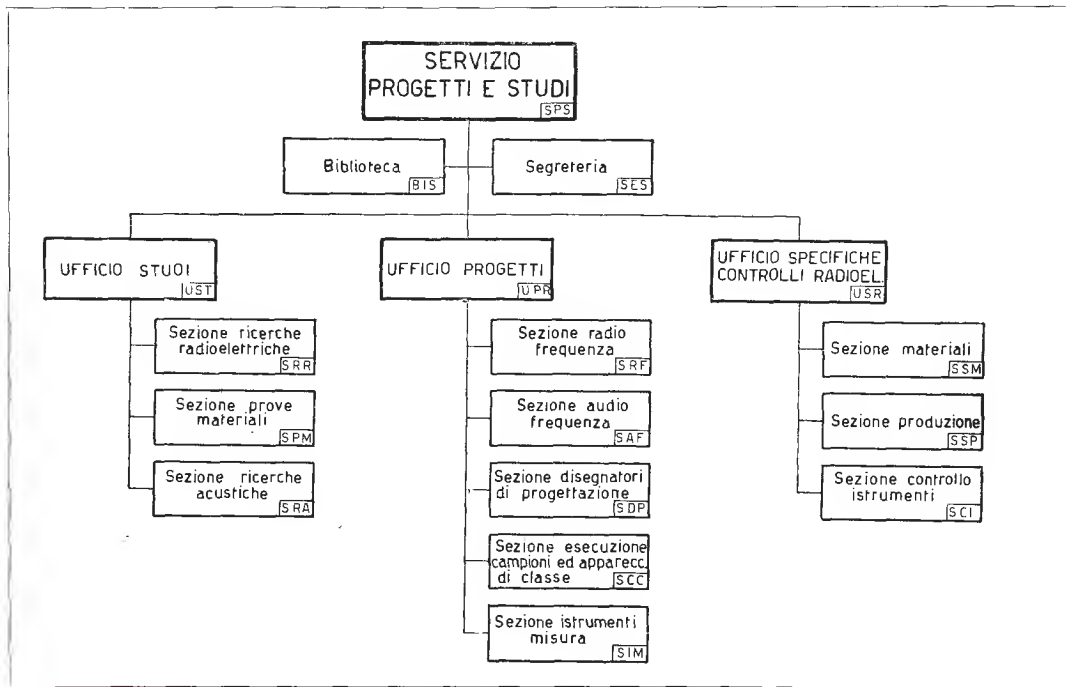 SERVIZIO
PROGETTI E STUDI
SPS
Biblioteca
BIS
Segreteria
SES
UFFICIO STUDI
UST
UFFICIO PROGETTI
UPR
UFFICIO SPECIFICHE
CONTROLLI RADIOEL.
USR
Sezione ricerche
radioelettriche
SRR
Sezione prove
materiali
SPM
Sezione ricerche
acustiche
SRA
Sezione radio
frequenza
SRF
Sezione audio
frequenza
SAF
Sezione disegnatori
di progettazione
SDP
Sezione esecuzione
campioni ed apparecc.
di classe
SCC
Sezione istrumenti
misura
SIM
Sezione materiali
SSM
Sezione produzione
SSP
Sezione controllo
istrumenti
SCI